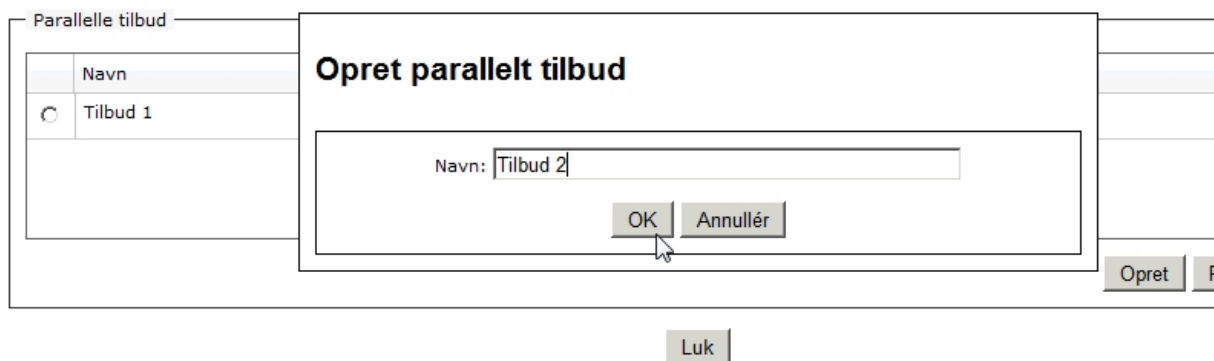 Parallelle tilbud
Navn
Tilbud 1
Opret parallelt tilbud
Navn: Tilbud 2
OK Annullér
Opret
Luk